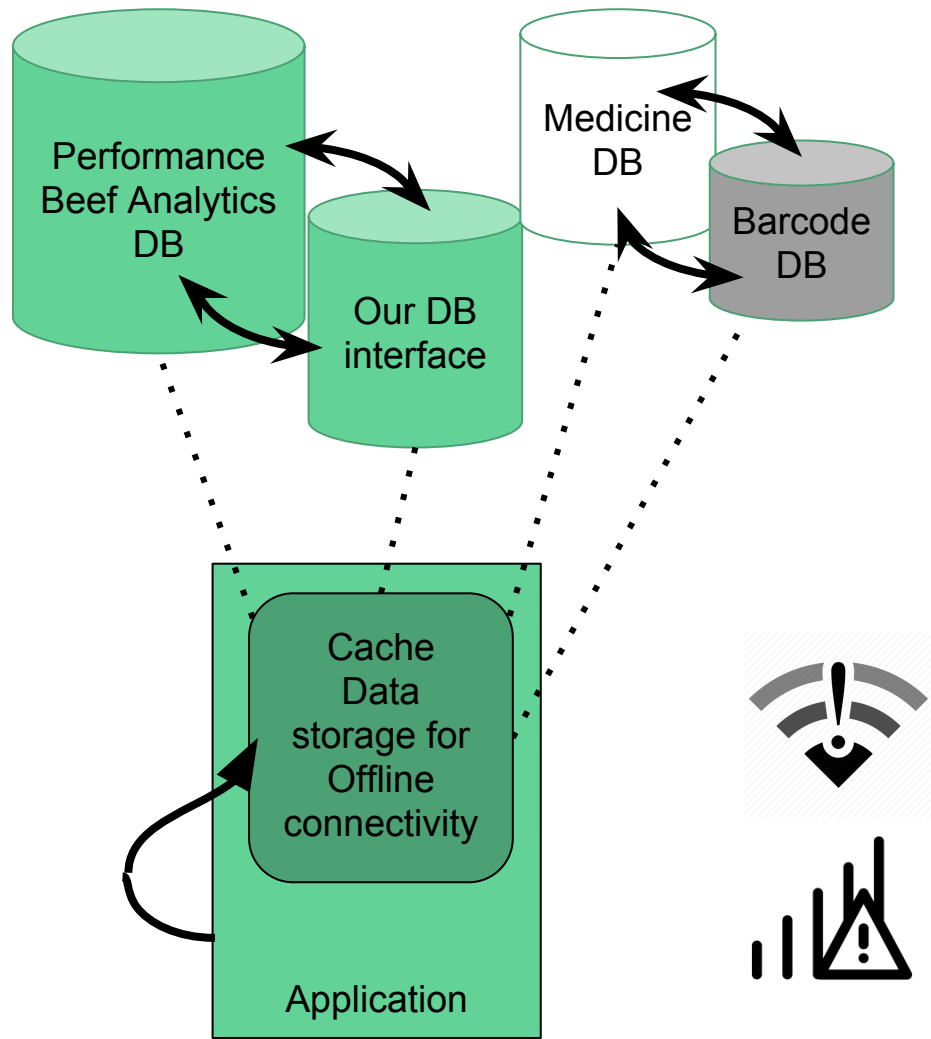 Performance
Beef Analytics
DB
Our DB
interface
Medicine
DB
Barcode
DB
Cache
Data
storage for
Offline
connectivity
Application